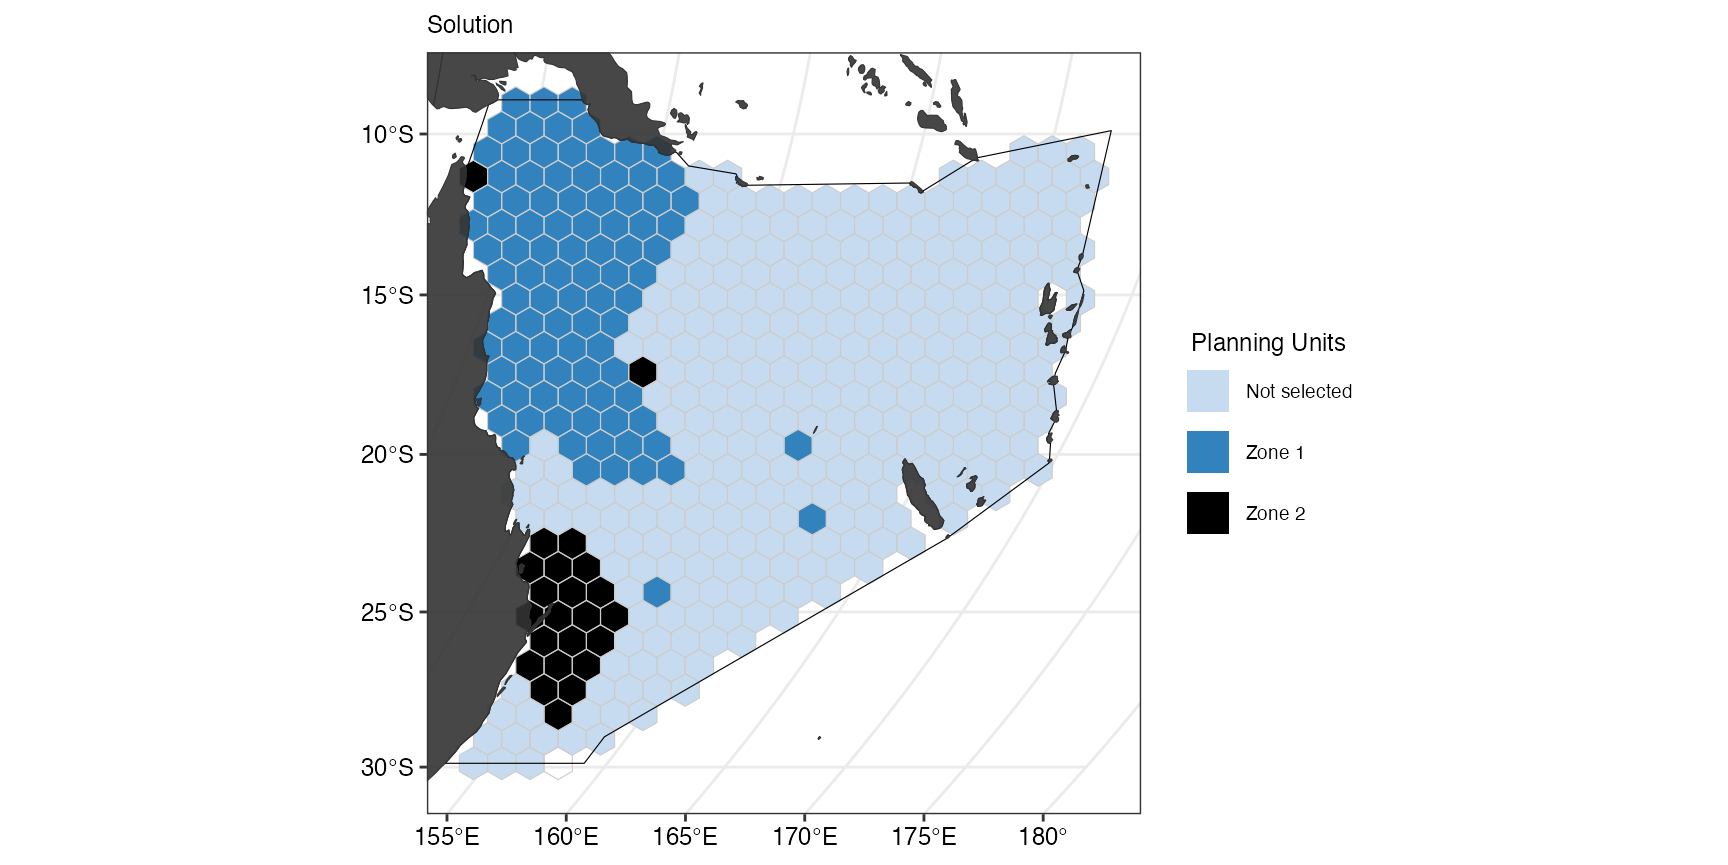 Solution
10°S
15°S
20°S
25°S
30°S
155°E 160°E 165°E 170°E 175°E 180°
Planning Units
Not selected
Zone 1
Zone 2